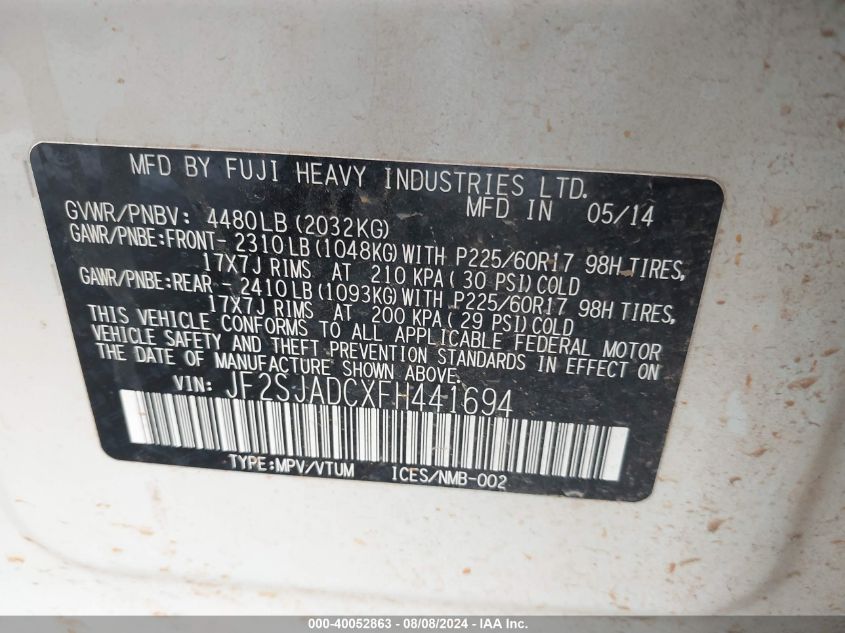 MFD BY FUJI HEAVY INDUSTRIES LTD.
MFD IN 05/14
GVWR/PNBV: 4480LB (2032KG)
GAWR/PNBE:FRONT- 2310LB (1048KG) WITH P225/60R17 98H TIRES,
17X7J RIMS AT 210 KPA ( 30 PSI) COLD
GAWR/PNBE:REAR - 2410LB (1093KG) WITH P225/60R17 98H TIRES,
17X7J RIMS AT 200 KPA ( 29 PSI) COLD
THIS VEHICLE CONFORMS TO ALL APPLICABLE FEDERAL MOTOR
VEHICLE SAFETY AND THEFT PREVENTION STANDARDS IN EFFECT ON
THE DATE OF MANUFACTURE SHOWN ABOVE.
VIN: JF2SJADCXFH441694
TYPE:MPV/VTUM ICES/NMB-002
000-40052863 - 08/08/2024 - IAA Inc.